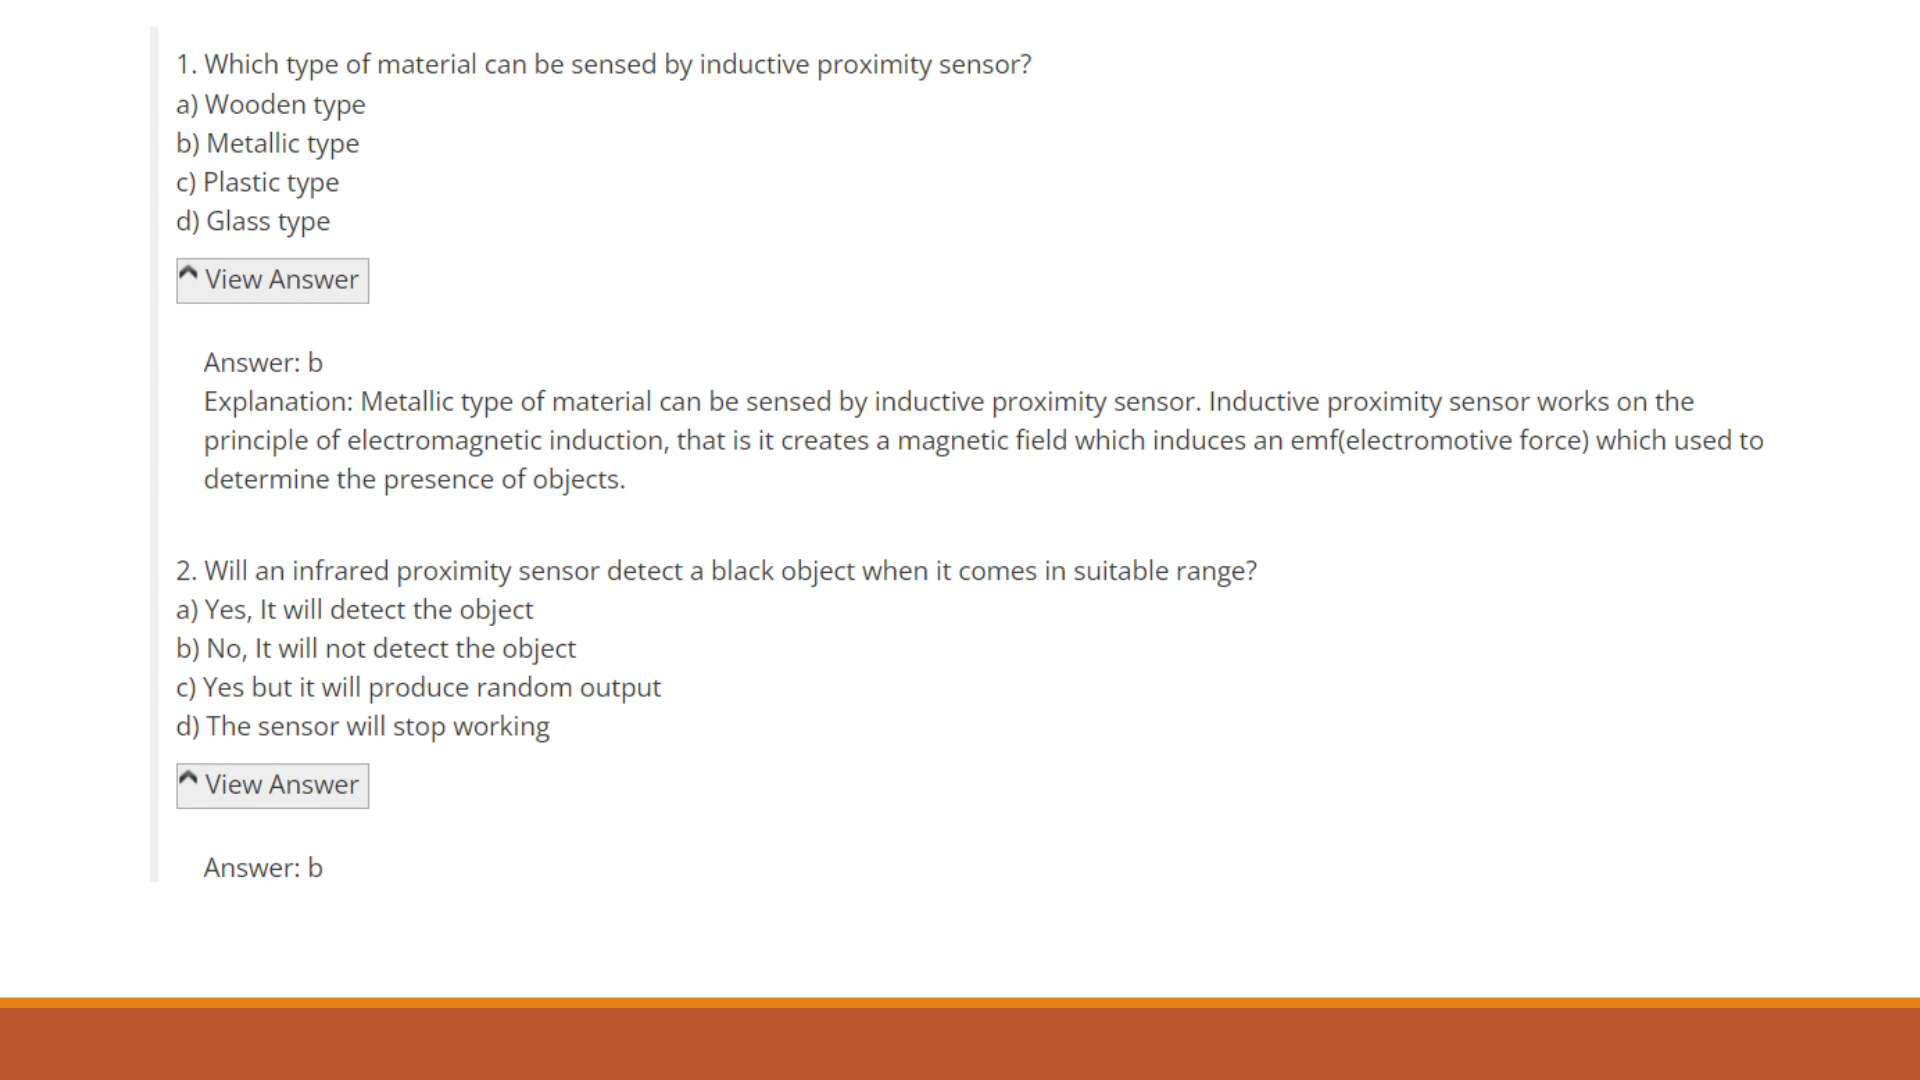 1. Which type of material can be sensed by inductive proximity sensor?
a) Wooden type
b) Metallic type
c) Plastic type
d) Glass type
View Answer
Answer: b
Explanation: Metallic type of material can be sensed by inductive proximity sensor. Inductive proximity sensor works on the
principle of electromagnetic induction, that is it creates a magnetic field which induces an emf(electromotive force) which used to
determine the presence of objects.
2. Will an infrared proximity sensor detect a black object when it comes in suitable range?
a) Yes, It will detect the object
b) No, It will not detect the object
c) Yes but it will produce random output
d) The sensor will stop working
View Answer
Answer: b